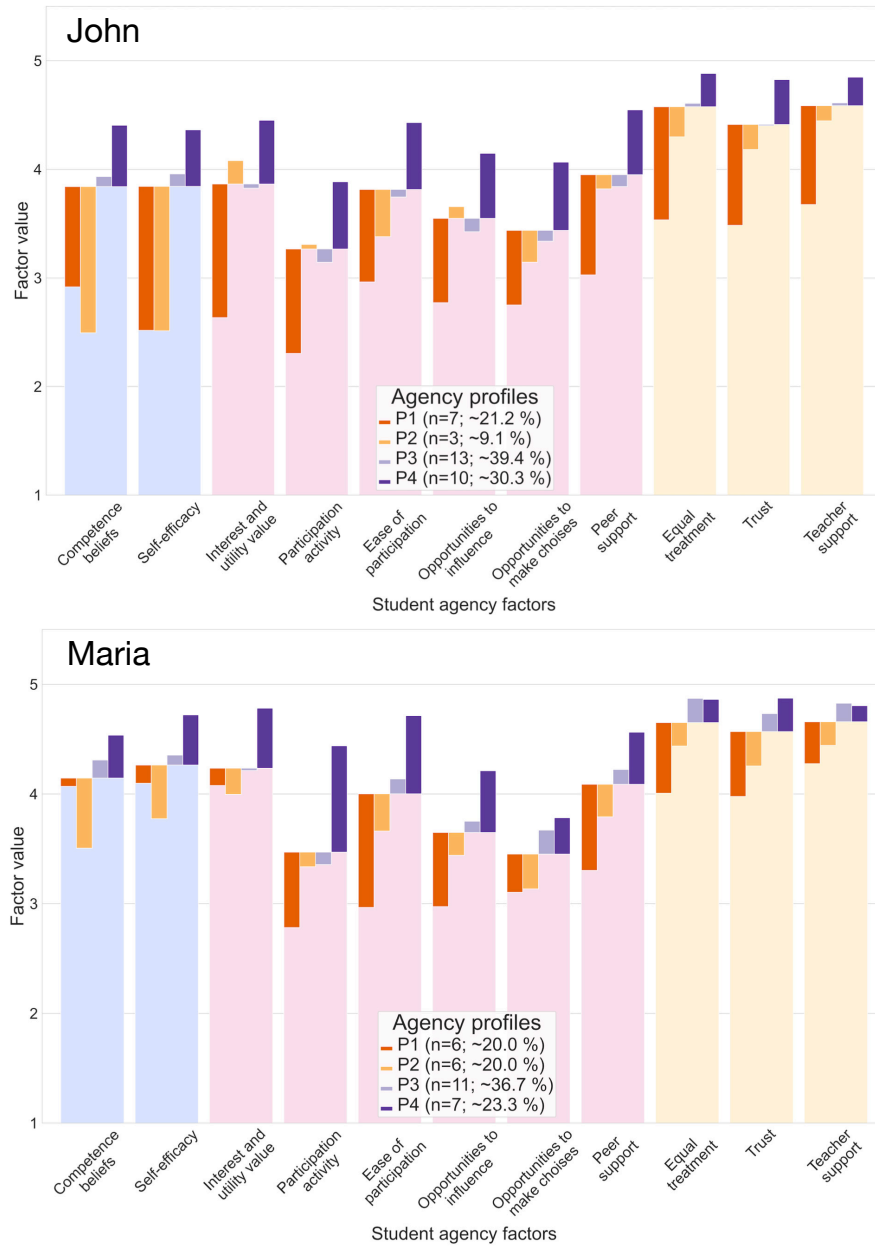 John
5
4
3
2
1
Factor value
Agency profiles
P1 (n=7; ~21.2 %)
P2 (n=3; ~9.1 %)
P3 (n=13; ~39.4 %)
P4 (n=10; ~30.3 %)
Competence
beliefs
Self-efficacy
Interest and
utility value
Participation
activity
Ease of
participation
Opportunities to
influence
Opportunities to
make choises
Peer
support
Equal
treatment
Trust
Teacher
support
Student agency factors
Maria
5
4
3
2
1
Factor value
Agency profiles
P1 (n=6; ~20.0 %)
P2 (n=6; ~20.0 %)
P3 (n=11; ~36.7 %)
P4 (n=7; ~23.3 %)
Competence
beliefs
Self-efficacy
Interest and
utility value
Participation
activity
Ease of
participation
Opportunities to
influence
Opportunities to
make choises
Peer
support
Equal
treatment
Trust
Teacher
support
Student agency factors